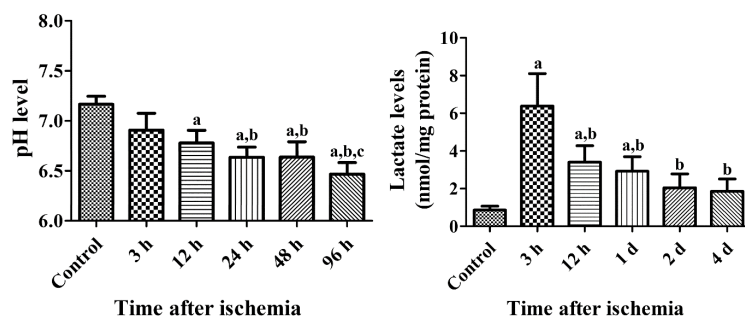 pH level
8.0
7.5
7.0
6.5
6.0
a
a,b
a,b
a,b,c
Control
3 h
12 h
24 h
48 h
96 h
Time after ischemia
Lactate levels
(nmol/mg protein)
10
8
6
4
2
0
a
a,b
a,b
b
b
Control
3 h
12 h
1 d
2 d
4 d
Time after ischemia